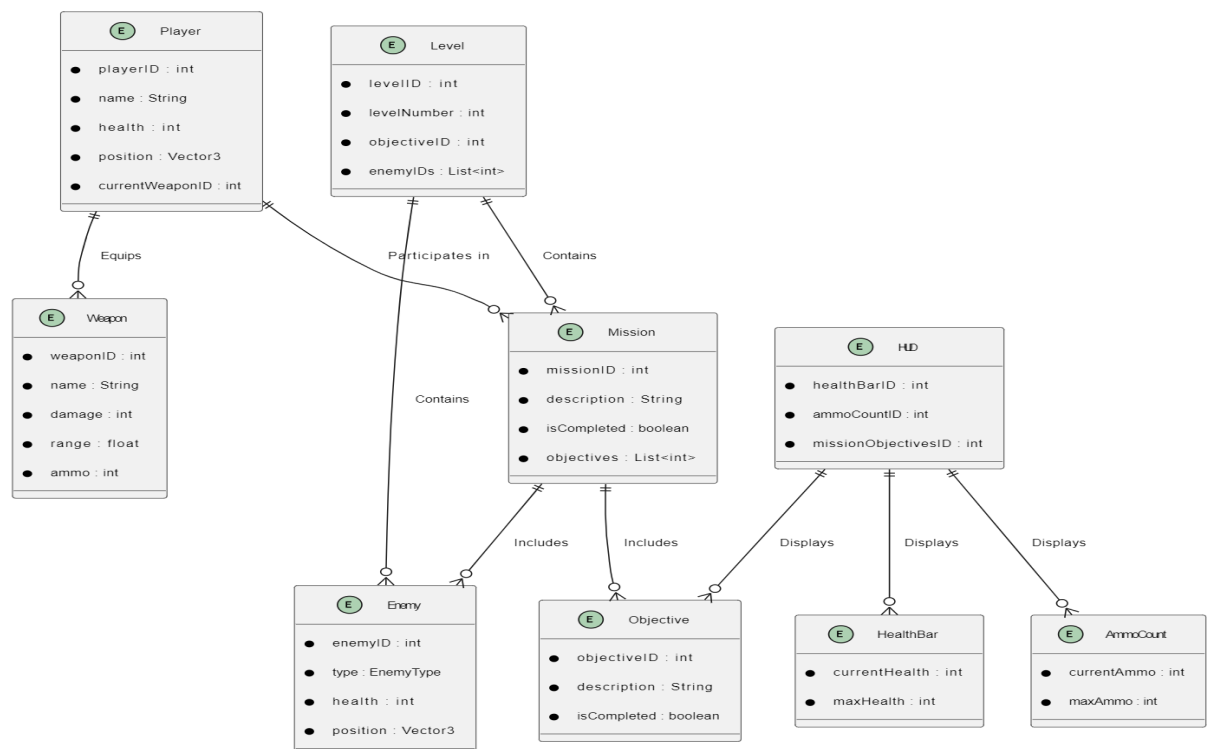 E Player
playerID : int
name : String
health : int
position : Vector3
currentWeaponID : int
E Level
levelID : int
levelNumber : int
objectiveID : int
enemyIDs : List<int>
Equips
Participates in
Contains
E Weapon
weaponID : int
name : String
damage : int
range : float
ammo : int
E Mission
missionID : int
description : String
isCompleted : boolean
objectives : List<int>
E HUD
healthBarID : int
ammoCountID : int
missionObjectivesID : int
Contains
Includes
Includes
Displays
Displays
Displays
E Enemy
enemyID : int
type : EnemyType
health : int
position : Vector3
E Objective
objectiveID : int
description : String
isCompleted : boolean
E HealthBar
currentHealth : int
maxHealth : int
E AmmoCount
currentAmmo : int
maxAmmo : int